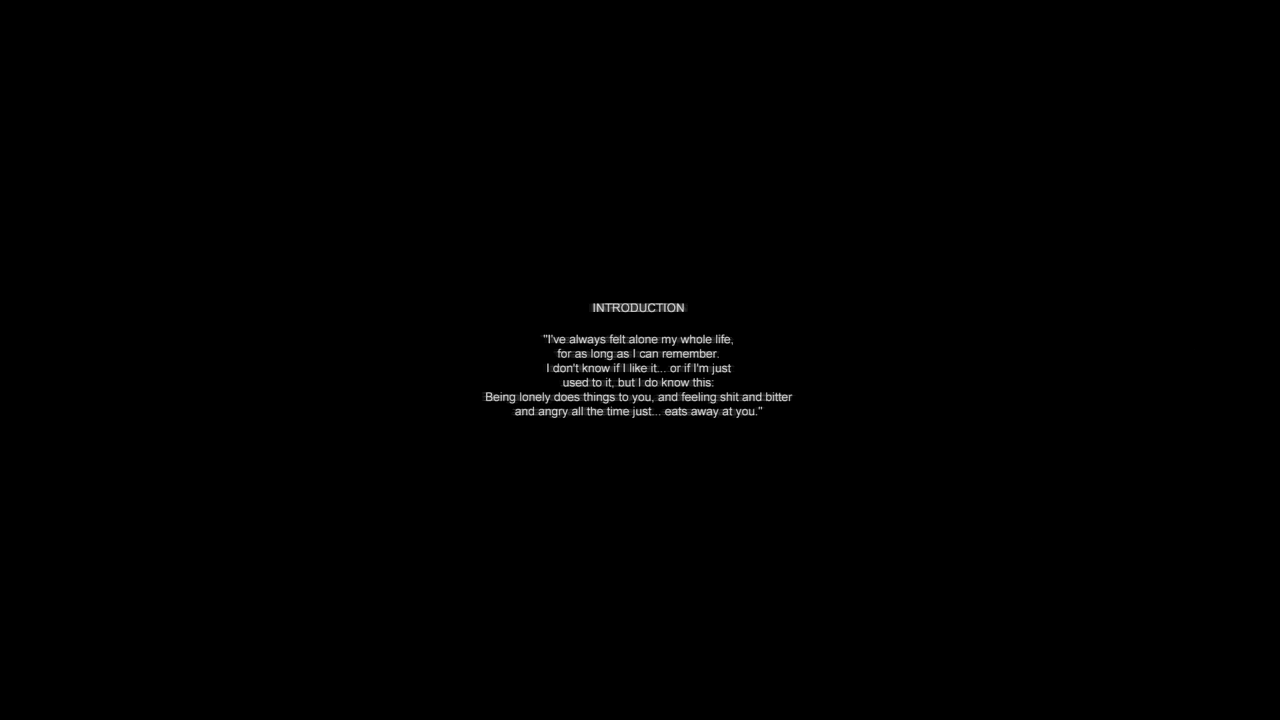 INTRODUCTION
"I've always felt alone my whole life,
for as long as I can remember.
I don't know if I like it... or if I'm just
used to it, but I do know this:
Being lonely does things to you, and feeling shit and bitter
and angry all the time just... eats away at you."